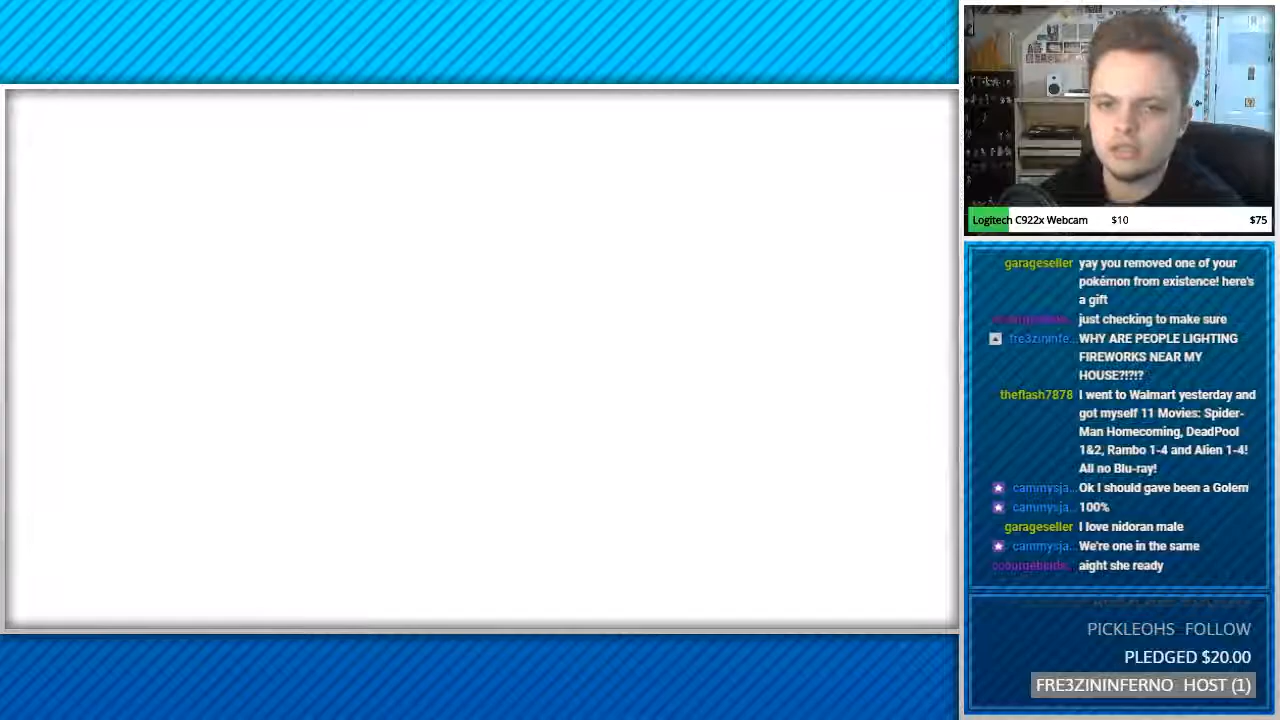 Logitech C922x Webcam $10 $75
garageseller yay you removed one of your
pokémon from existence! here's
a gift
just checking to make sure
fre3zininfe... WHY ARE PEOPLE LIGHTING
FIREWORKS NEAR MY
HOUSE?!?!?
theflash7878 I went to Walmart yesterday and
got myself 11 Movies: Spider-
Man Homecoming, DeadPool
1&2, Rambo 1-4 and Alien 1-4!
All no Blu-ray!
cammysja... Ok I should gave been a Golem
cammysja... 100%
garageseller I love nidoran male
cammysja... We're one in the same
aight she ready
PICKLEOHS FOLLOW
PLEDGED $20.00
FRE3ZININFERNO HOST (1)